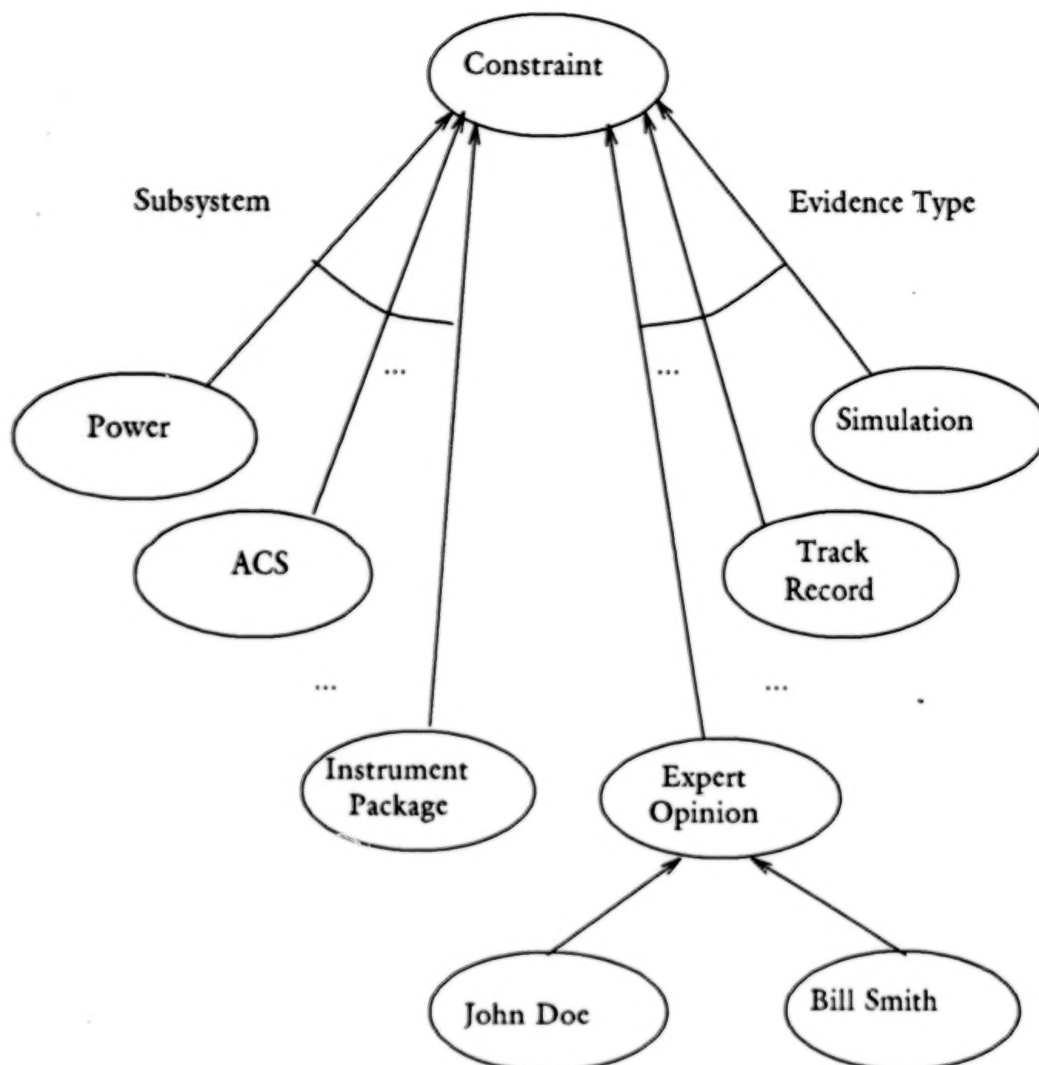 Constraint
Subsystem
Evidence Type
...
...
Power
Simulation
ACS
Track
Record
...
...
Instrument
Package
Expert
Opinion
John Doe
Bill Smith